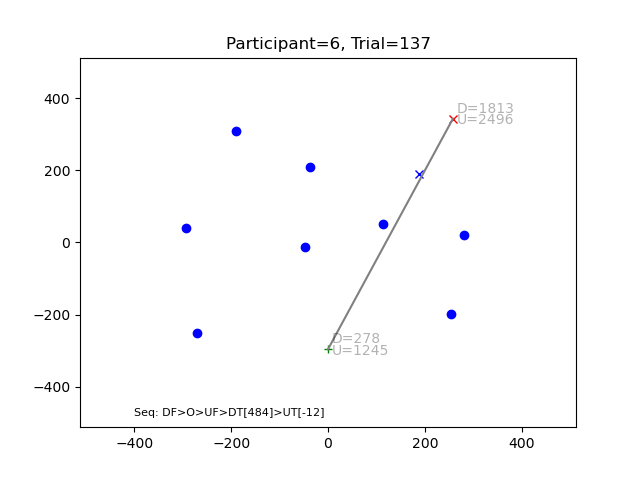 Participant=6, Trial=137
400
200
0
−200
−400
D=1813
U=2496
D=278
U=1245
Seq: DF>O>UF>DT[484]>UT[-12]
−400 −200 0 200 400